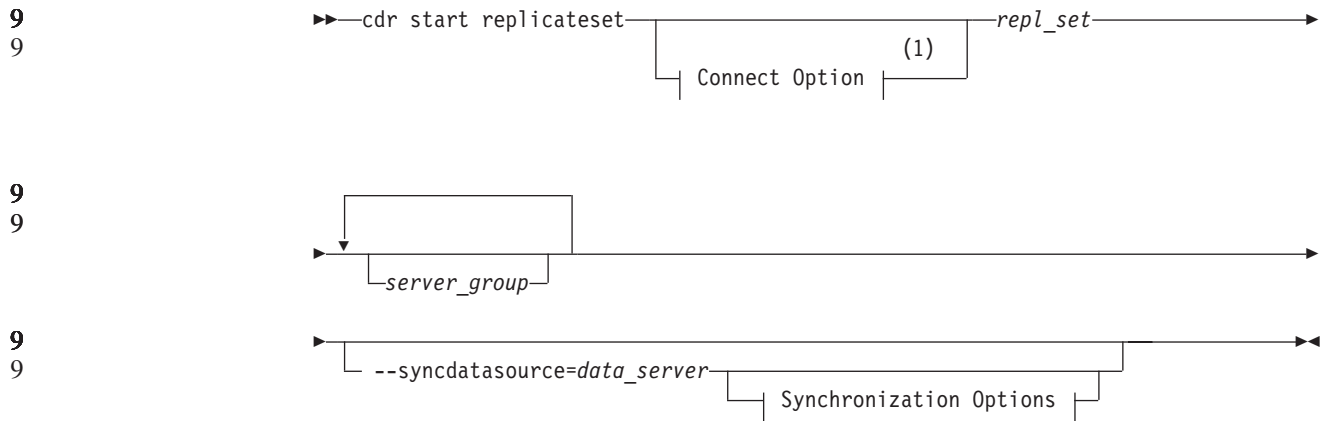 9 cdr start replicateset repl_set
9 (1)
Connect Option
9
9
server_group
9
9 --syncdatasource=data_server
Synchronization Options